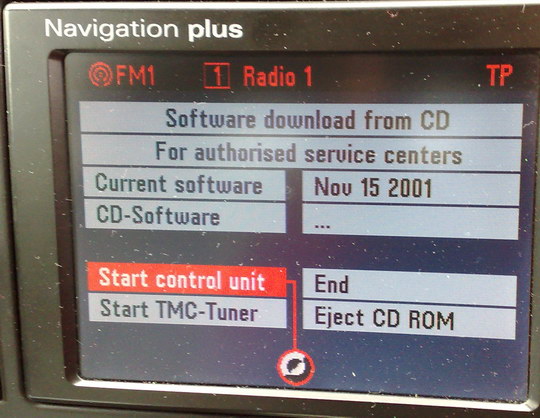 Navigation plus
FM1 1 Radio 1 TP
Software download from CD
For authorised service centers
Current software Nov 15 2001
CD-Software ...
Start control unit End
Start TMC-Tuner Eject CD ROM